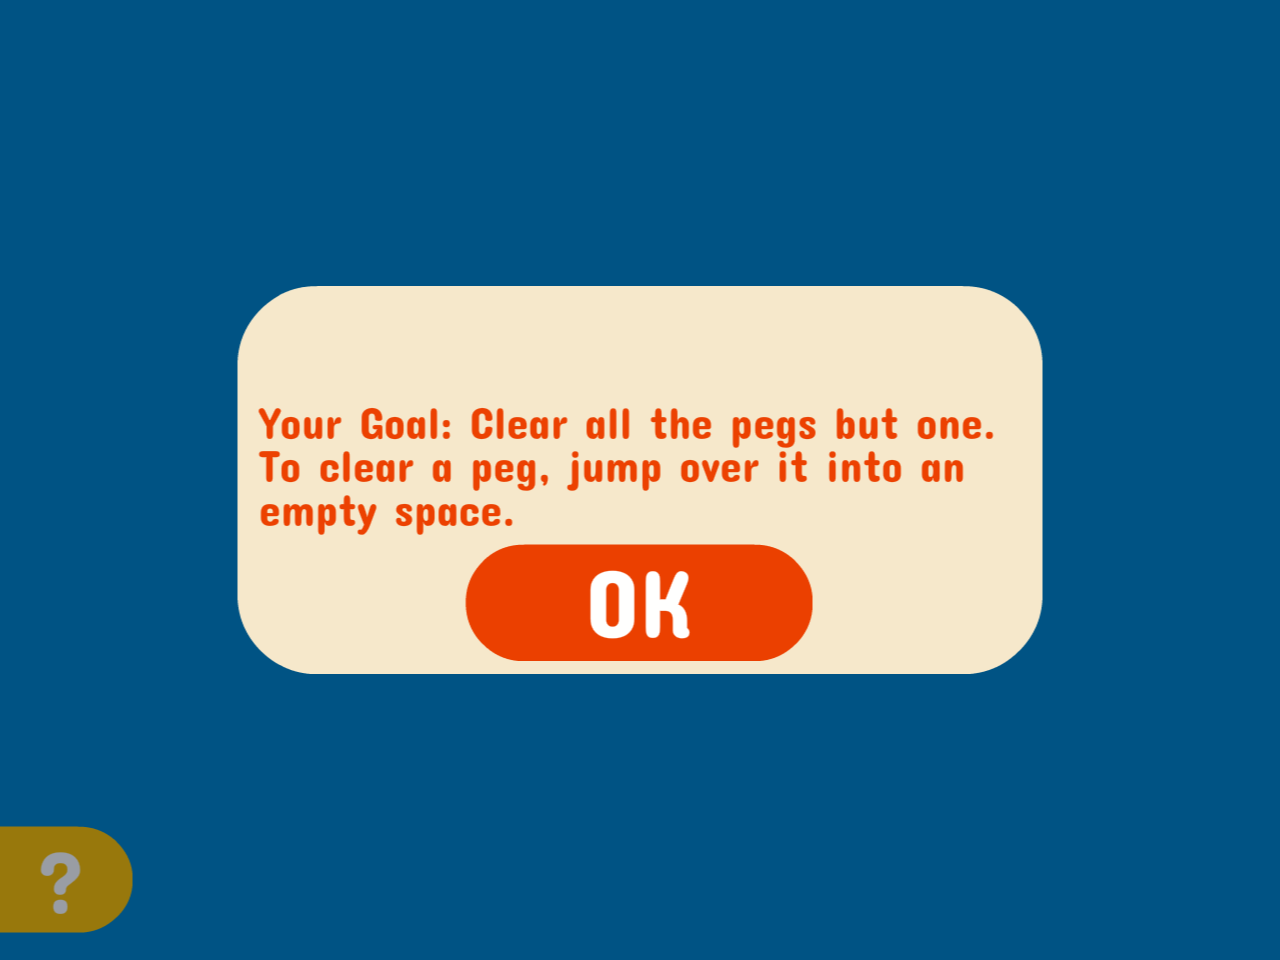 Your Goal: Clear all the pegs but one.
To clear a peg, jump over it into an
empty space.
OK
?